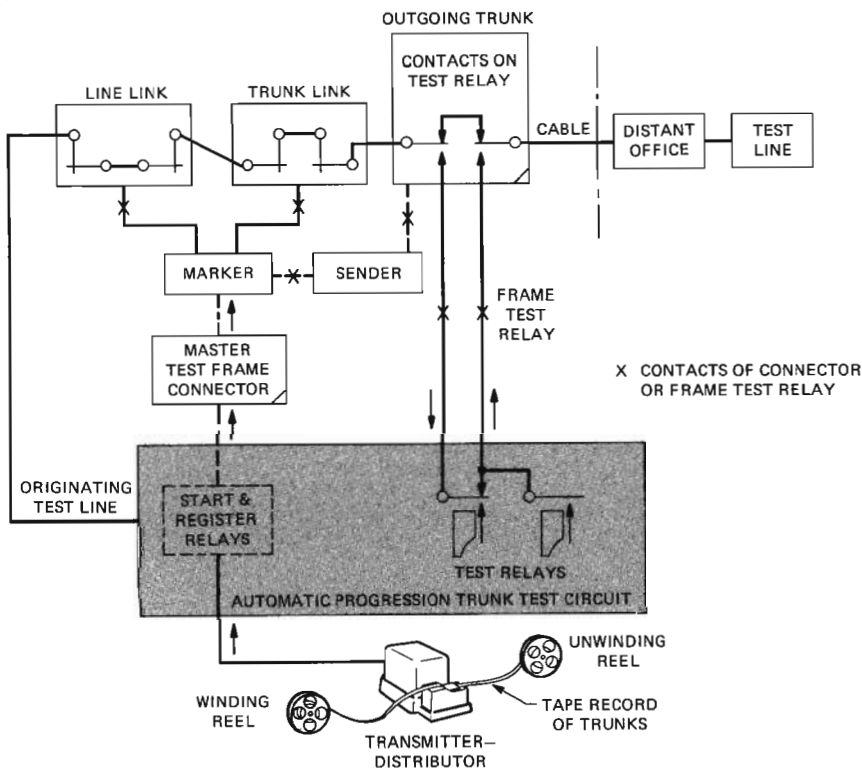 OUTGOING TRUNK
CONTACTS ON
TEST RELAY
LINE LINK
TRUNK LINK
CABLE
DISTANT
OFFICE
TEST
LINE
MARKER
SENDER
FRAME
TEST
RELAY
MASTER
TEST FRAME
CONNECTOR
X CONTACTS OF CONNECTOR
OR FRAME TEST RELAY
ORIGINATING
TEST LINE
START &
REGISTER
RELAYS
TEST RELAYS
AUTOMATIC PROGRESSION TRUNK TEST CIRCUIT
UNWINDING
REEL
WINDING
REEL
TAPE RECORD
OF TRUNKS
TRANSMITTER–
DISTRIBUTOR